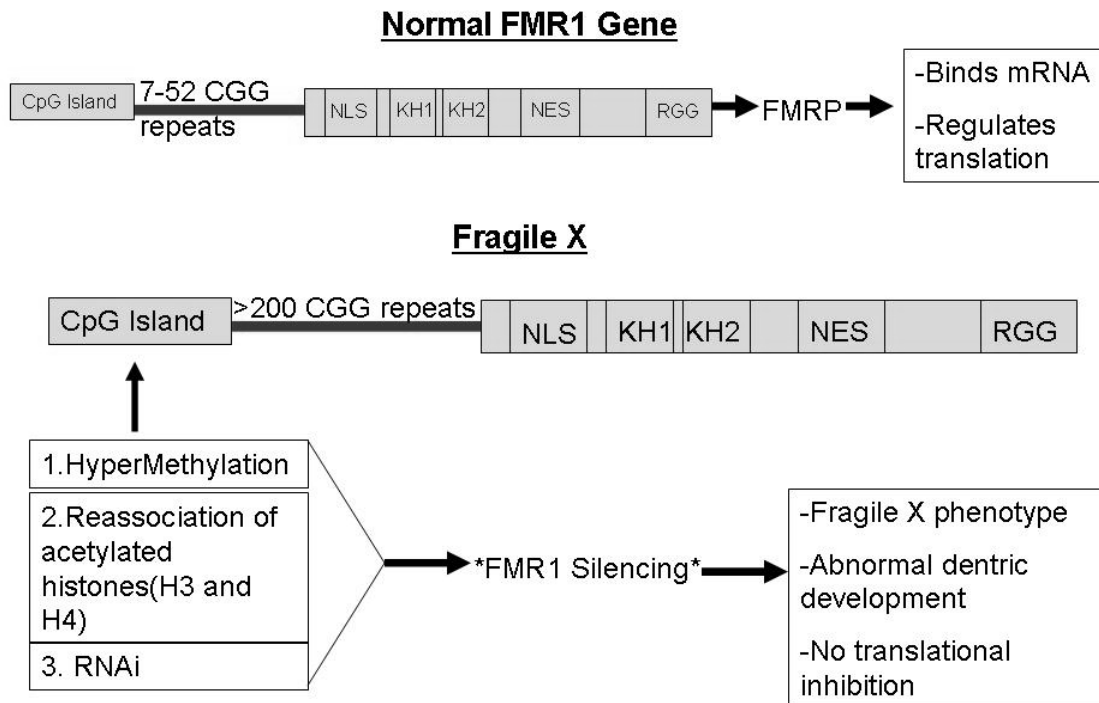 Normal FMR1 Gene
CpG Island
7-52 CGG
repeats
NLS
KH1
KH2
NES
RGG
FMRP
-Binds mRNA
-Regulates
translation
Fragile X
CpG Island
>200 CGG repeats
NLS
KH1
KH2
NES
RGG
1.HyperMethylation
2.Reassociation of
acetylated
histones(H3 and
H4)
3. RNAi
*FMR1 Silencing*
-Fragile X phenotype
-Abnormal dentric
development
-No translational
inhibition